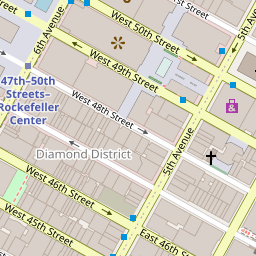 6th Avenue
West 50th Street
5th Avenue
West 49th Street
47th–50th
Streets–
Rockefeller
Center
West 48th Street
Diamond District
5th Avenue
West 46th Street
West 45th Street
East 46th Street